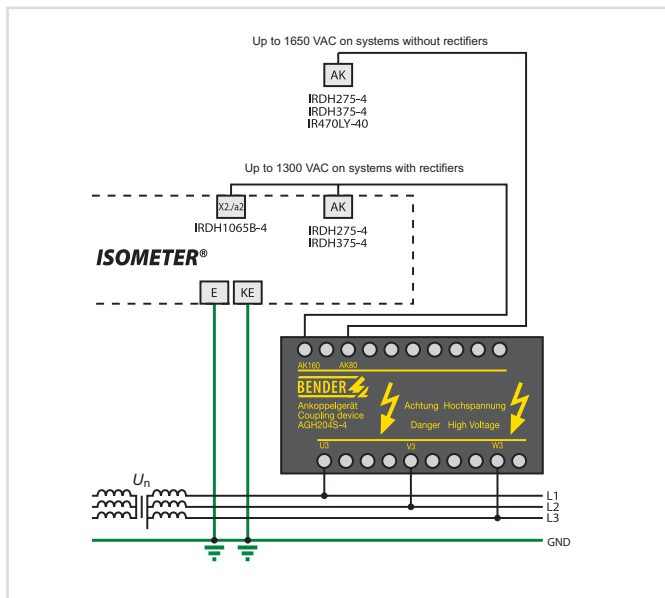 Up to 1650 VAC on systems without rectifiers
AK
IRDH275-4
IRDH375-4
IR470LY-40
Up to 1300 VAC on systems with rectifiers
X2./a2
AK
IRDH1065B-4
IRDH275-4
IRDH375-4
ISOMETER®
E
KE
AK160
AK80
BENDER
Ankoppelgerät
Coupling device
AGH204S-4
Achtung Hochspannung
Danger High Voltage
U3
V3
W3
Un
L1
L2
L3
GND